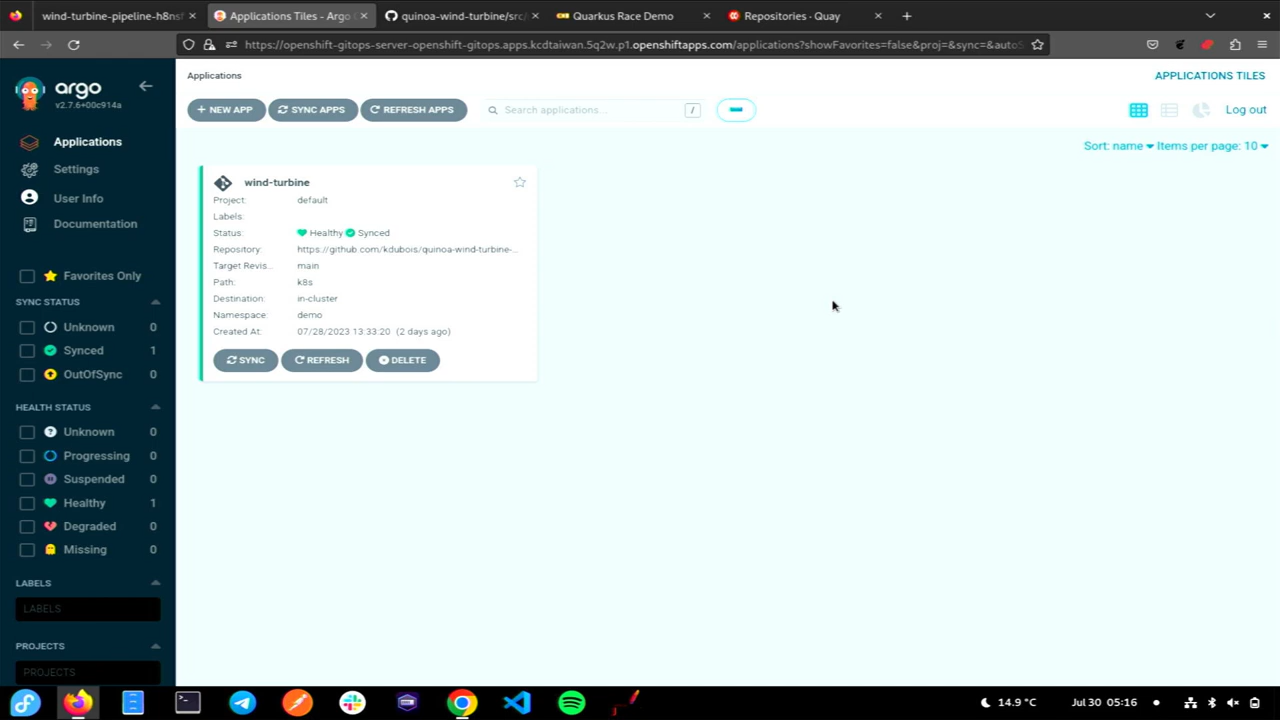 wind-turbine-pipeline-h8nsf
Applications Tiles - Argo
quinoa-wind-turbine/src/
Quarkus Race Demo
Repositories · Quay
https://openshift-gitops-server-openshift-gitops.apps.kcdtaiwan.5q2w.p1.openshiftapps.com/applications?showFavorites=false&proj=&sync=&auto
argo
v2.7.6+00c914a
Applications
Settings
User Info
Documentation
Favorites Only
SYNC STATUS
Unknown 0
Synced 1
OutOfSync 0
HEALTH STATUS
Unknown 0
Progressing 0
Suspended 0
Healthy 1
Degraded 0
Missing 0
LABELS
LABELS
PROJECTS
PROJECTS
Applications
APPLICATIONS TILES
+ NEW APP
SYNC APPS
REFRESH APPS
Search applications...
/
Log out
Sort: name Items per page: 10
wind-turbine
Project: default
Labels:
Status: Healthy Synced
Repository: https://github.com/kdubois/quinoa-wind-turbine-...
Target Revis... main
Path: k8s
Destination: in-cluster
Namespace: demo
Created At: 07/28/2023 13:33:20 (2 days ago)
SYNC
REFRESH
DELETE
14.9 °C
Jul 30 05:16